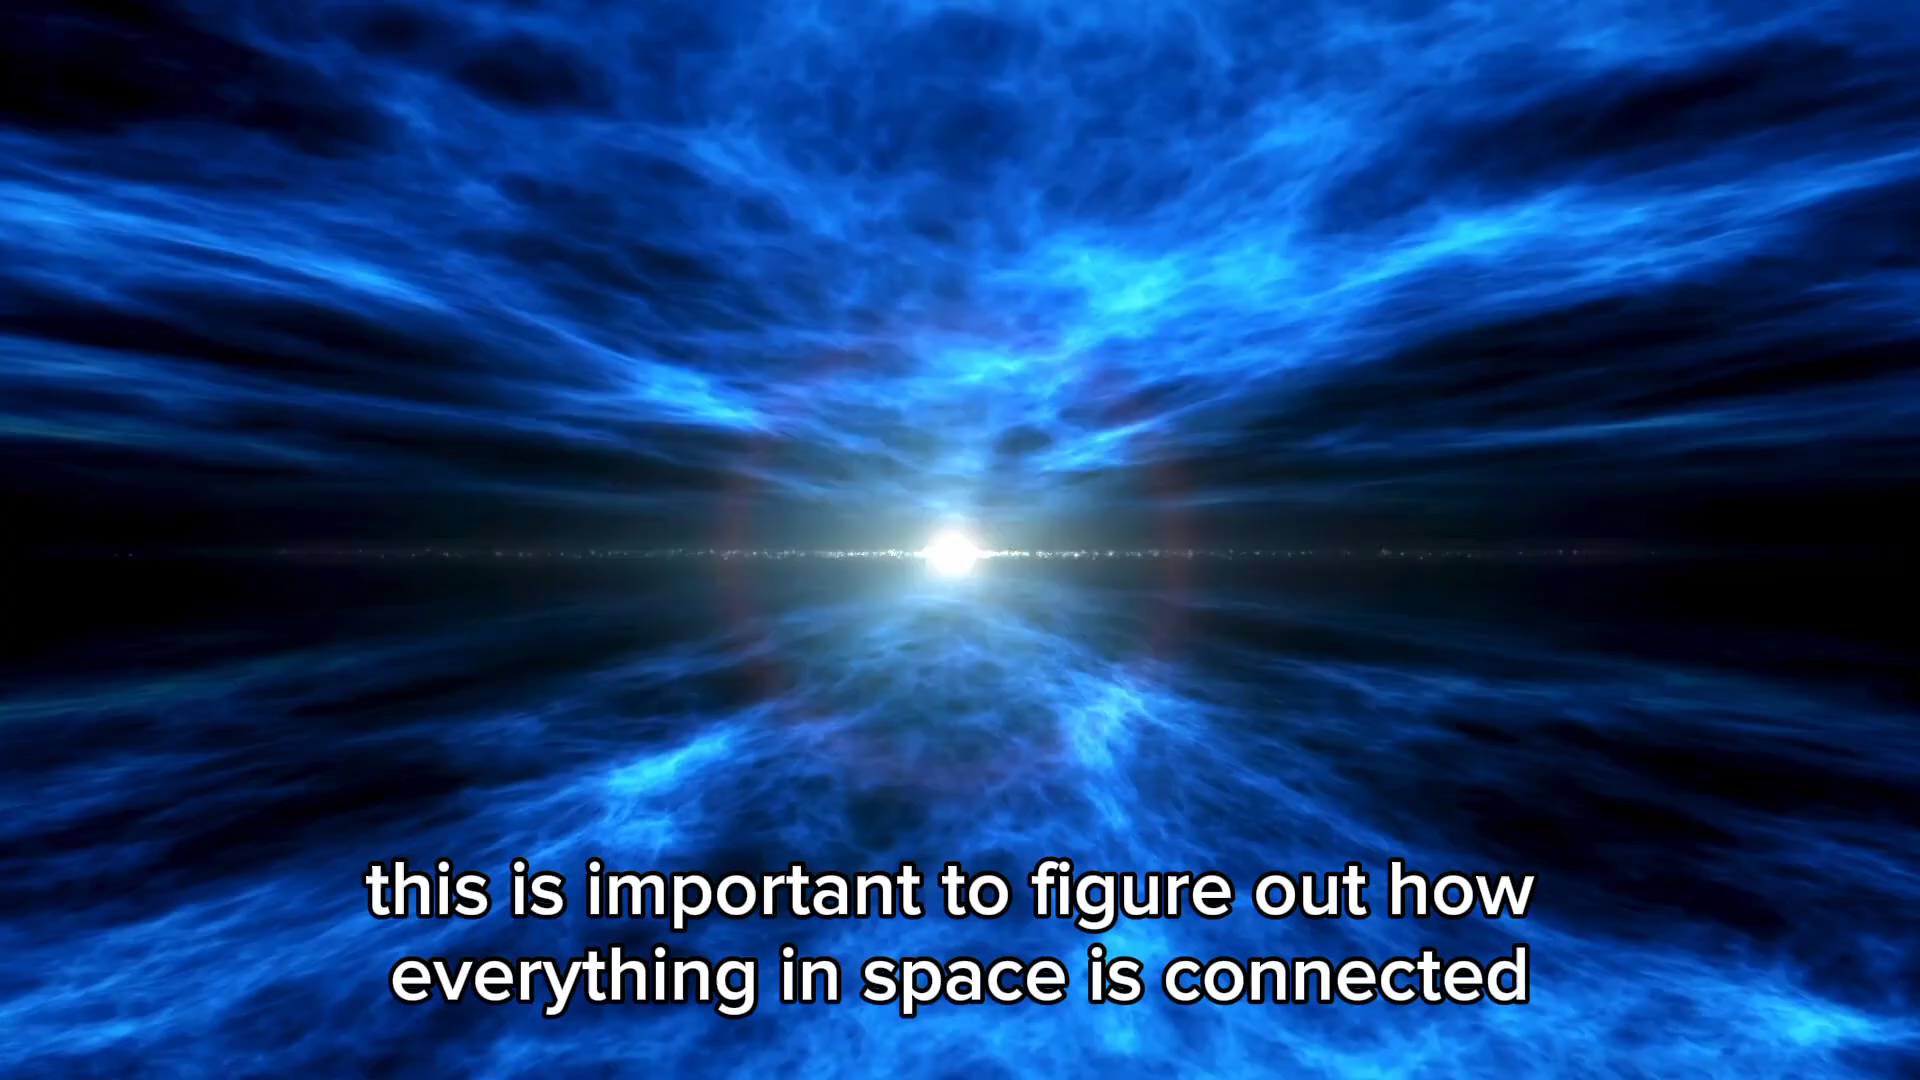 this is important to figure out how
everything in space is connected